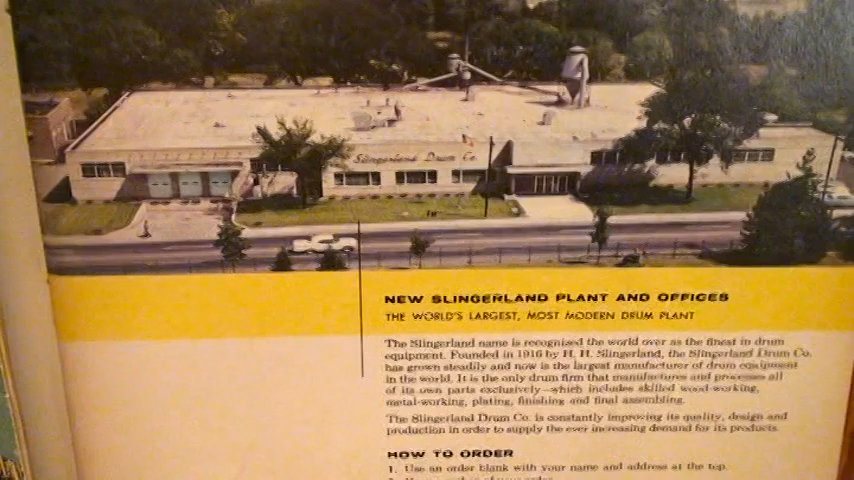 Slingerland Drum Co.
NEW SLINGERLAND PLANT AND OFFICES
THE WORLD'S LARGEST, MOST MODERN DRUM PLANT
The Slingerland name is recognized the world over as the finest in drum
equipment. Founded in 1916 by H. H. Slingerland, the Slingerland Drum Co.
has grown steadily and now is the largest manufacturer of drum equipment
in the world. It is the only drum firm that manufactures and processes all
of its own parts exclusively—which includes skilled wood-working,
metal-working, plating, finishing and final assembling.
The Slingerland Drum Co. is constantly improving its quality, design and
production in order to supply the ever increasing demand for its products.
HOW TO ORDER
1. Use an order blank with your name and address at the top.